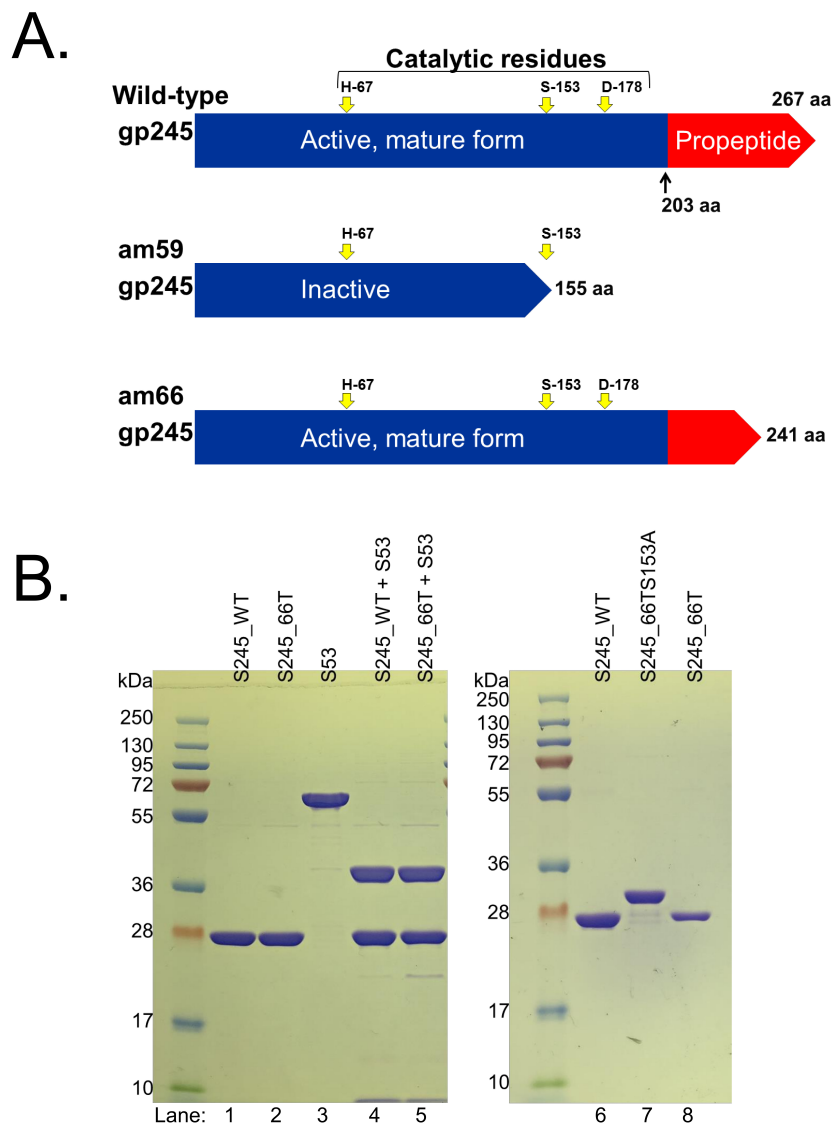 A.
Catalytic residues
H-67 S-153 D-178
Wild-type
gp245
267 aa
Active, mature form
Propeptide
203 aa
H-67 S-153
am59
gp245
Inactive
155 aa
H-67 S-153 D-178
am66
gp245
Active, mature form
241 aa
B.
S245_WT
S245_66T
S53
S245_WT + S53
S245_66T + S53
kDa
250
130
95
72
55
36
28
17
10
Lane: 1 2 3 4 5
S245_WT
S245_66TS153A
S245_66T
kDa
250
130
95
72
55
36
28
17
10
6 7 8